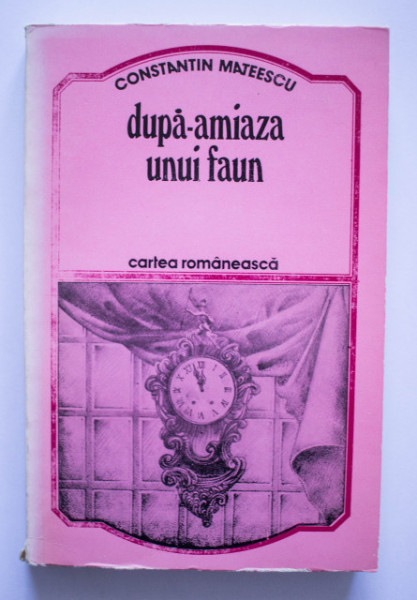 CONSTANTIN MATEESCU
după-amiaza
unui faun
cartea românească